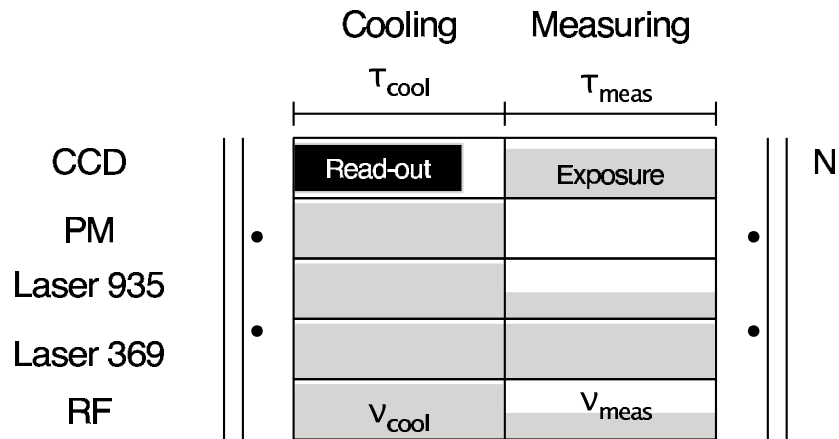 Cooling Measuring
τcool τmeas
CCD Read-out Exposure N
PM
Laser 935
Laser 369
RF νcool νmeas